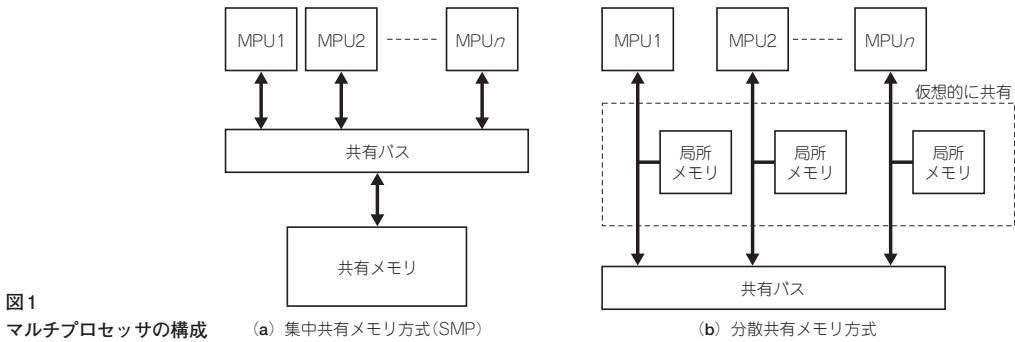 MPU1
MPU2
MPUn
共有バス
共有メモリ
(a) 集中共有メモリ方式(SMP)
MPU1
MPU2
MPUn
仮想的に共有
局所
メモリ
局所
メモリ
局所
メモリ
共有バス
(b) 分散共有メモリ方式
図1
マルチプロセッサの構成